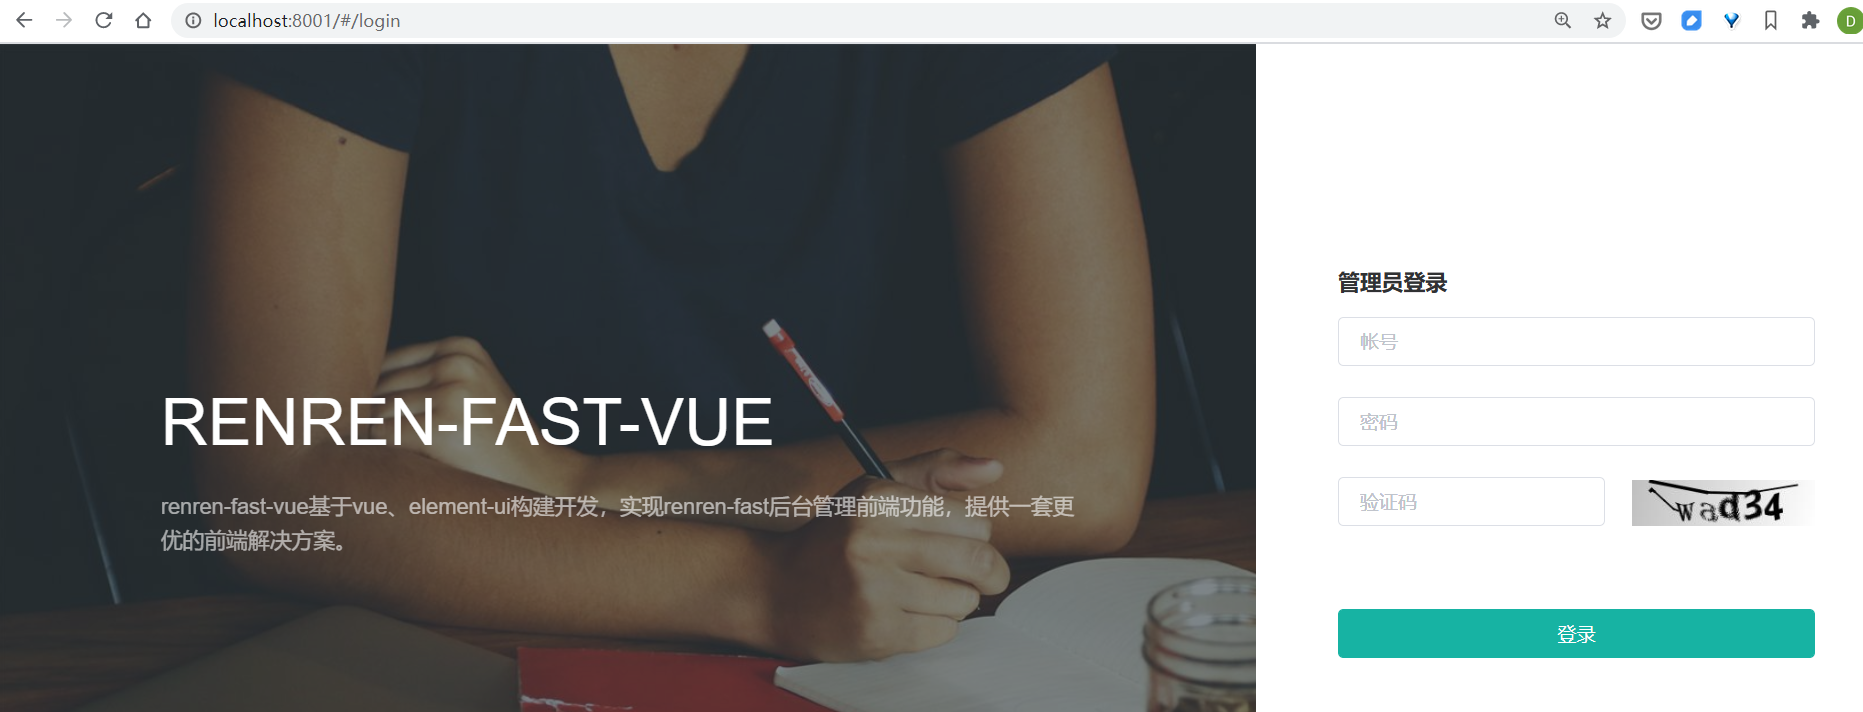 localhost:8001/#/login
D
RENREN-FAST-VUE
renren-fast-vue基于vue、element-ui构建开发，实现renren-fast后台管理前端功能，提供一套更
优的前端解决方案。
管理员登录
帐号
密码
验证码
wad34
登录